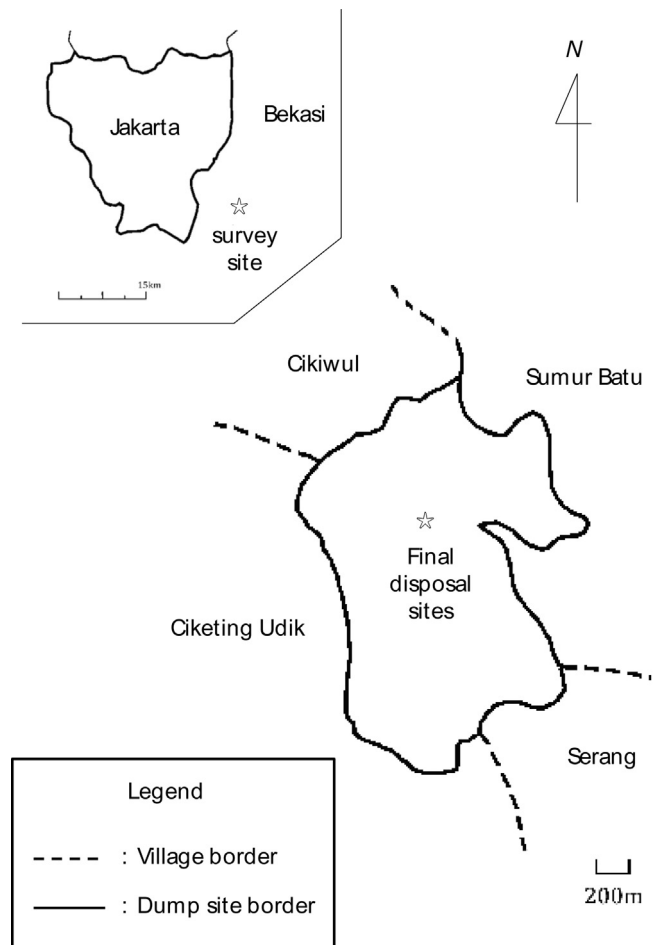 N
Jakarta
Bekasi
survey
site
15km
Cikiwul
Sumur Batu
Final
disposal
sites
Ciketing Udik
Serang
Legend
: Village border
: Dump site border
200m